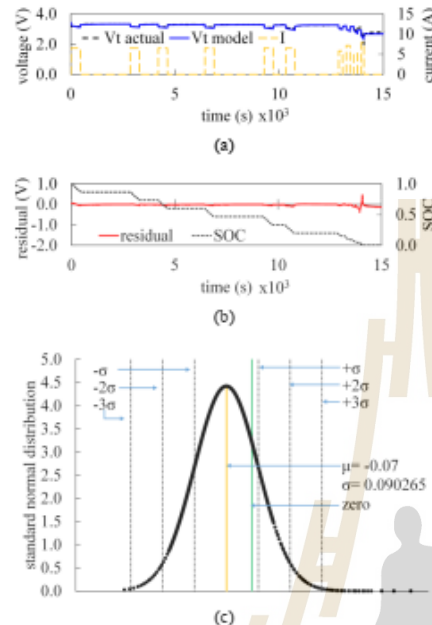 4.0
2.0
0.0
voltage (V)
Vt actual
Vt model
I
15
10
5
0
current (A)
0
5
10
15
time (s) x10³
(a)
1.0
0.0
-1.0
-2.0
residual (V)
residual
SOC
1.0
0.5
0.0
SOC
0
5
10
15
time (s) x10³
(b)
5.0
4.5
4.0
3.5
3.0
2.5
2.0
1.5
1.0
0.5
0.0
standard normal distribution
-σ
-2σ
-3σ
+σ
+2σ
+3σ
μ= -0.07
σ= 0.090265
zero
(c)